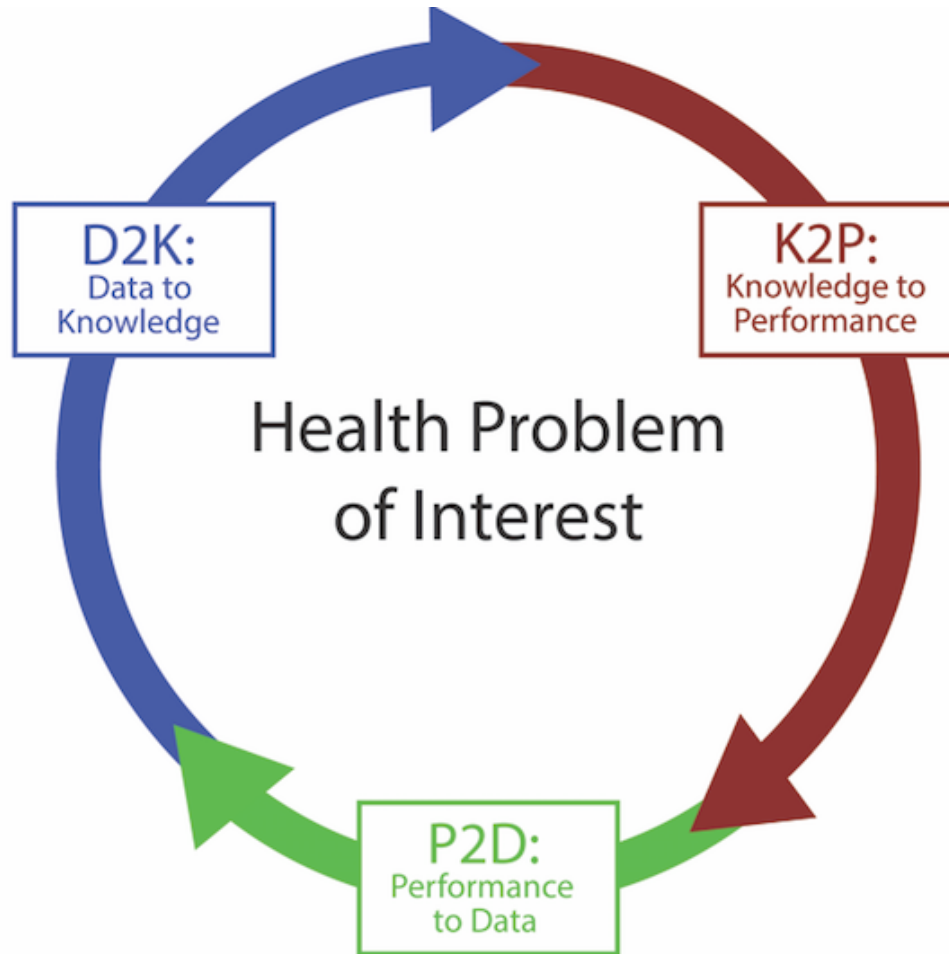 D2K:
Data to
Knowledge
K2P:
Knowledge to
Performance
Health Problem
of Interest
P2D:
Performance
to Data